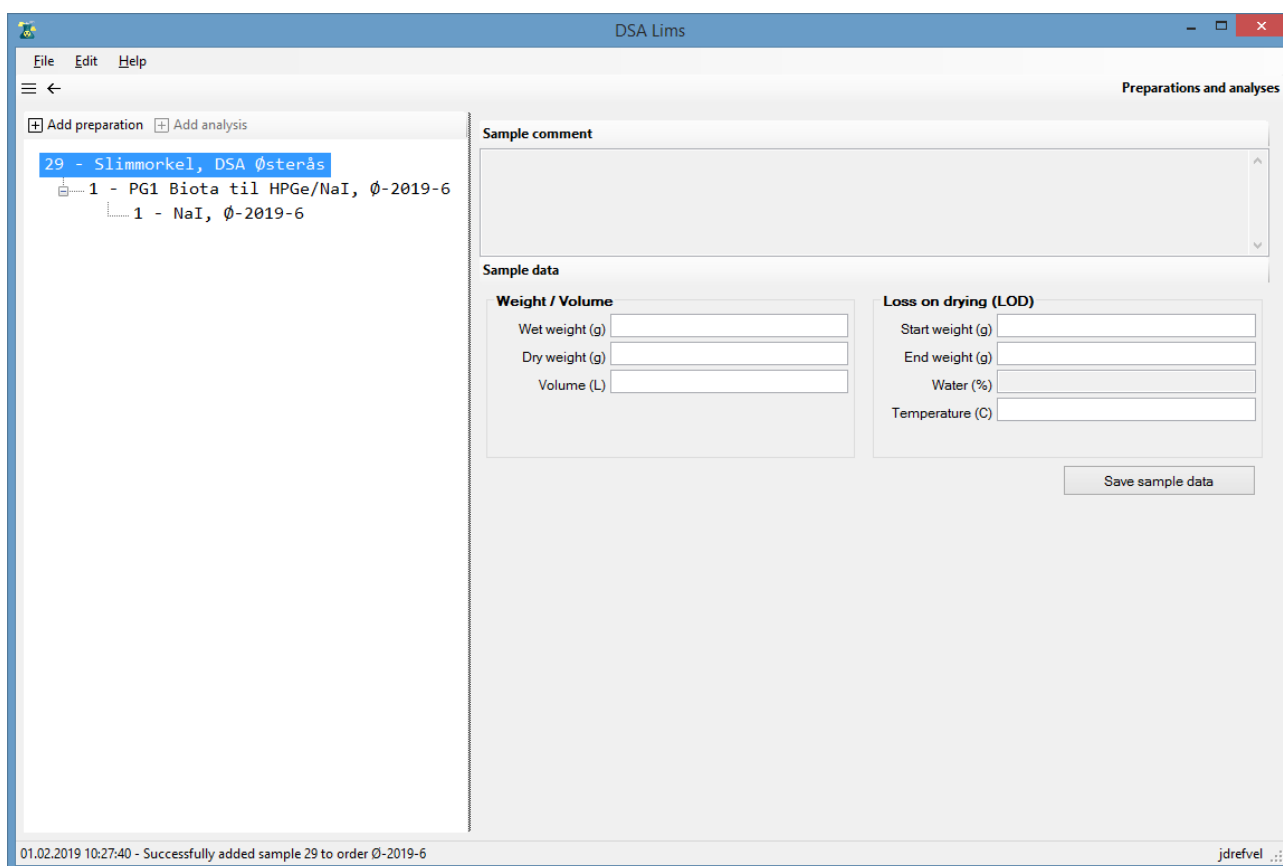 DSA Lims
File Edit Help
Preparations and analyses
Add preparation Add analysis
29 - Slimmorkel, DSA Østerås
1 - PG1 Biota til HPGe/NaI, Ø-2019-6
1 - NaI, Ø-2019-6
Sample comment
Sample data
Weight / Volume
Wet weight (g)
Dry weight (g)
Volume (L)
Loss on drying (LOD)
Start weight (g)
End weight (g)
Water (%)
Temperature (C)
Save sample data
01.02.2019 10:27:40 - Successfully added sample 29 to order Ø-2019-6
jdrefvel